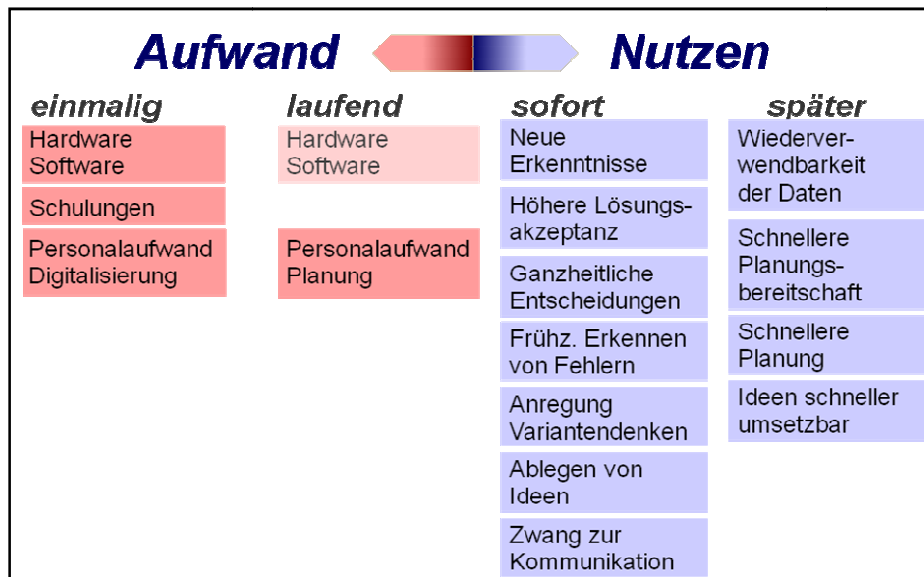 Aufwand Nutzen
einmalig
Hardware
Software
Schulungen
Personalaufwand
Digitalisierung
laufend
Hardware
Software
Personalaufwand
Planung
sofort
Neue
Erkenntnisse
Höhere Lösungs-
akzeptanz
Ganzheitliche
Entscheidungen
Frühz. Erkennen
von Fehlern
Anregung
Variantendenken
Ablegen von
Ideen
Zwang zur
Kommunikation
später
Wiederver-
wendbarkeit
der Daten
Schnellere
Planungs-
bereitschaft
Schnellere
Planung
Ideen schneller
umsetzbar